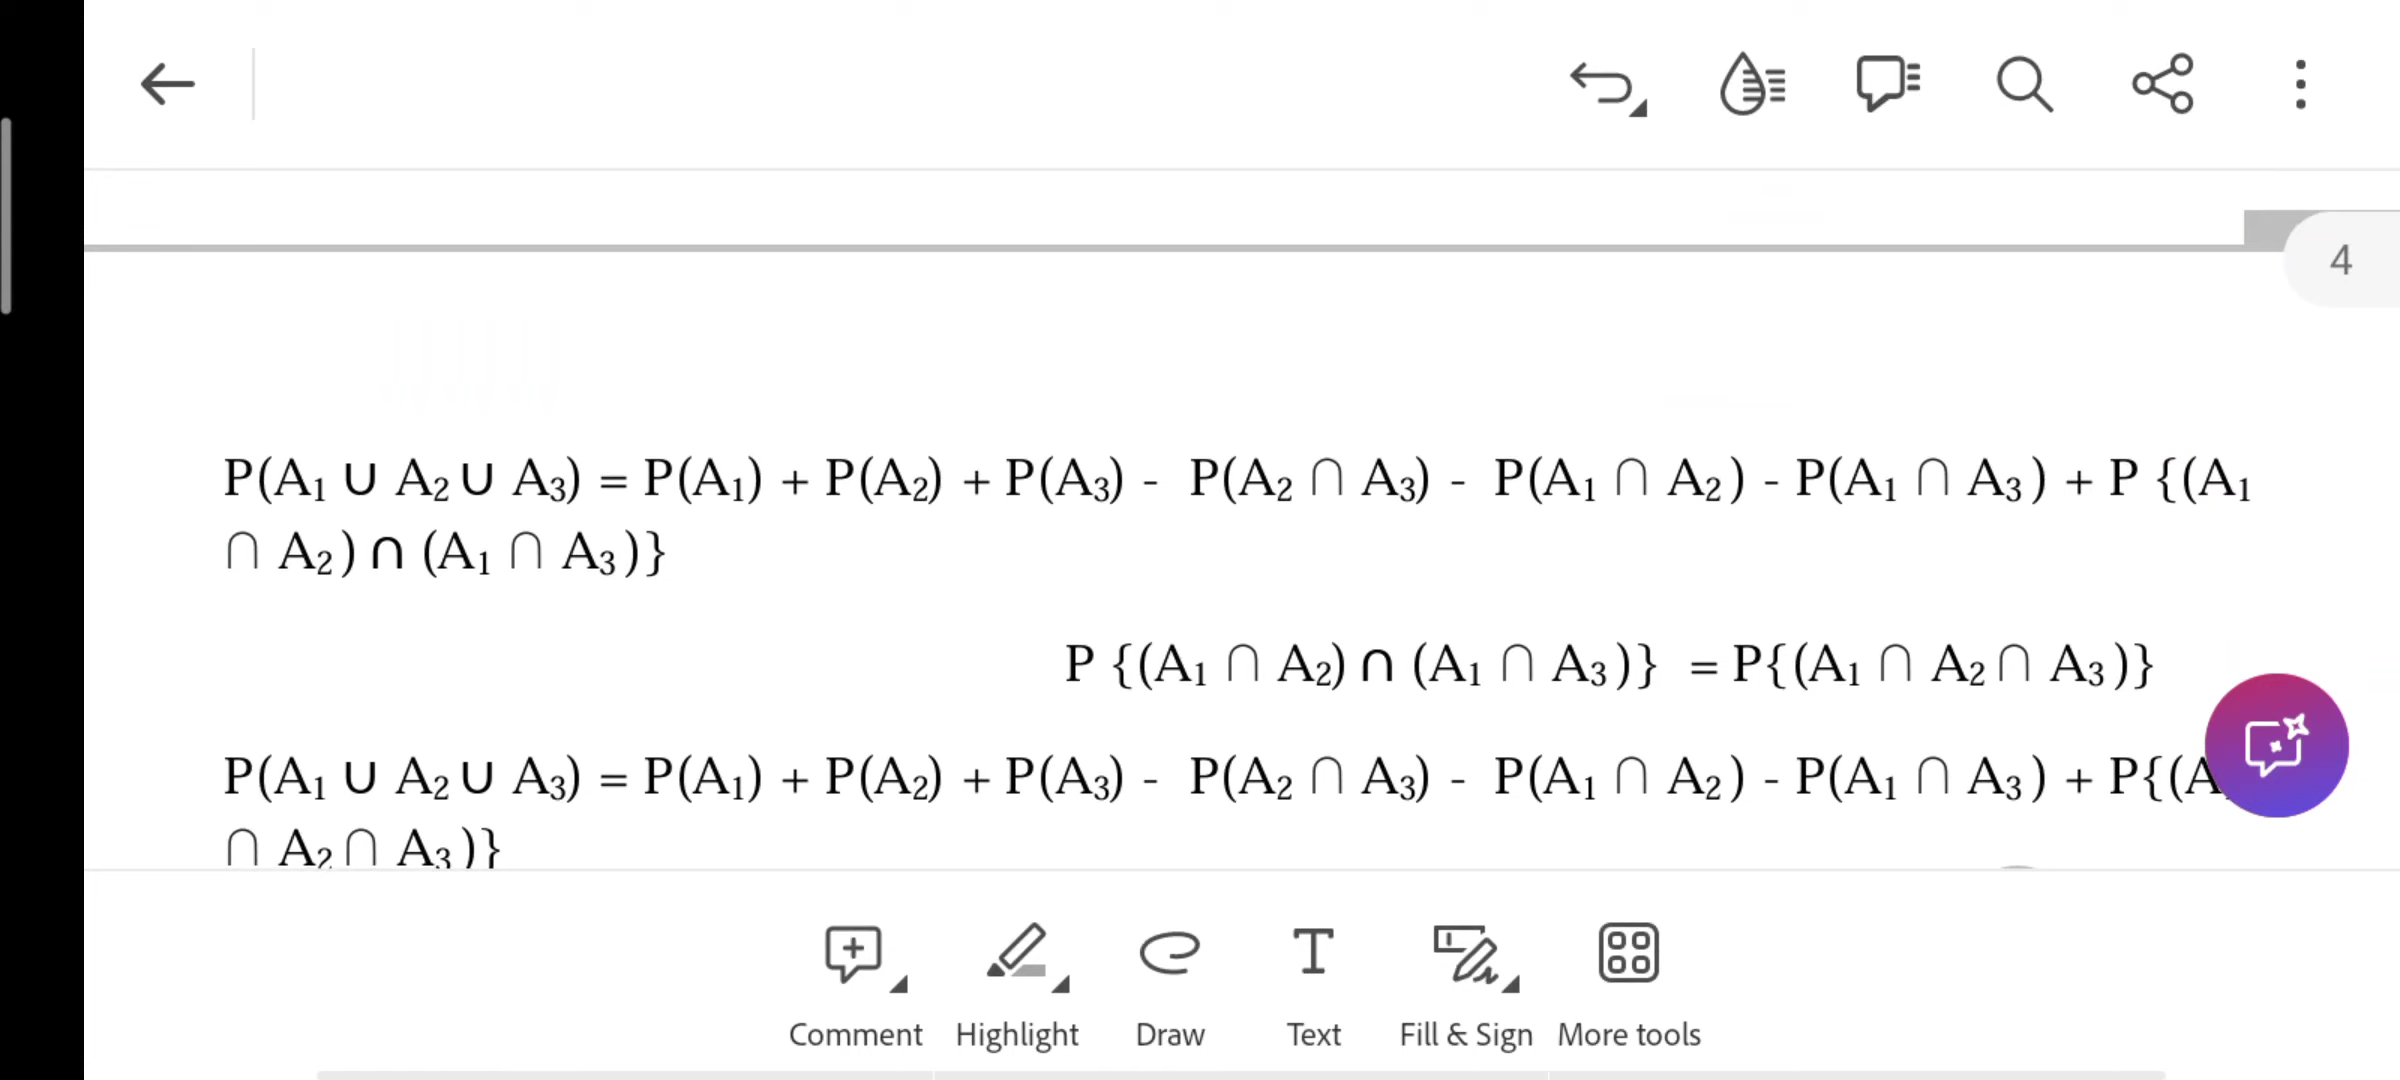 4
P(A₁ ∪ A₂ ∪ A₃) = P(A₁) + P(A₂) + P(A₃) - P(A₂ ∩ A₃) - P(A₁ ∩ A₂) - P(A₁ ∩ A₃) + P {(A₁
∩ A₂) ∩ (A₁ ∩ A₃)}
P {(A₁ ∩ A₂) ∩ (A₁ ∩ A₃)} = P{(A₁ ∩ A₂ ∩ A₃)}
P(A₁ ∪ A₂ ∪ A₃) = P(A₁) + P(A₂) + P(A₃) - P(A₂ ∩ A₃) - P(A₁ ∩ A₂) - P(A₁ ∩ A₃) + P{(A
∩ A₂ ∩ A₃)}
Comment Highlight Draw Text Fill & Sign More tools